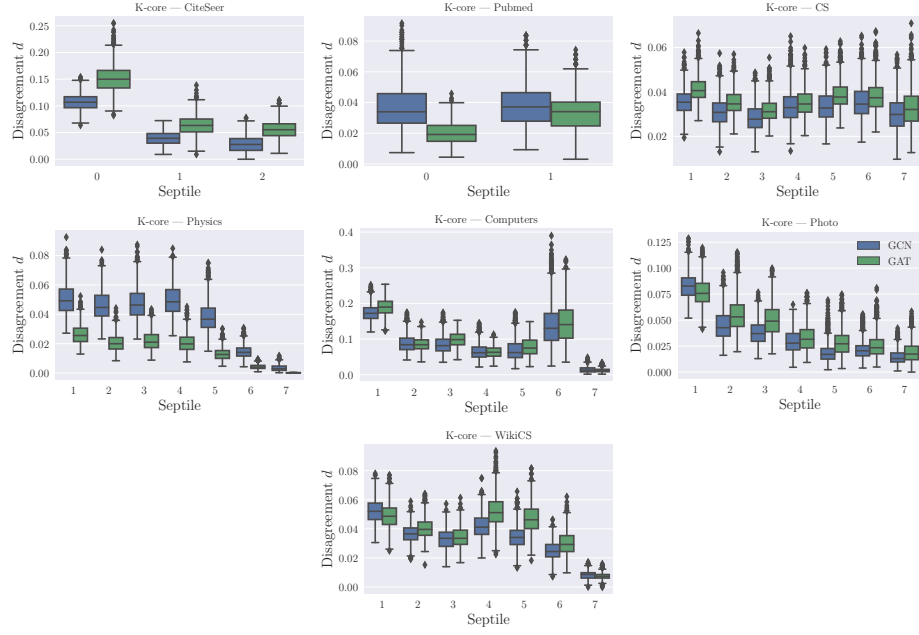 K-core — CiteSeer
Disagreement d
0.25
0.20
0.15
0.10
0.05
0.00
0 1 2
Septile
K-core — Pubmed
Disagreement d
0.08
0.06
0.04
0.02
0.00
0 1
Septile
K-core — CS
Disagreement d
0.06
0.04
0.02
1 2 3 4 5 6 7
Septile
K-core — Physics
Disagreement d
0.08
0.06
0.04
0.02
0.00
1 2 3 4 5 6 7
Septile
K-core — Computers
Disagreement d
0.4
0.3
0.2
0.1
0.0
1 2 3 4 5 6 7
Septile
K-core — Photo
Disagreement d
0.125
0.100
0.075
0.050
0.025
0.000
GCN
GAT
1 2 3 4 5 6 7
Septile
K-core — WikiCS
Disagreement d
0.08
0.06
0.04
0.02
0.00
1 2 3 4 5 6 7
Septile